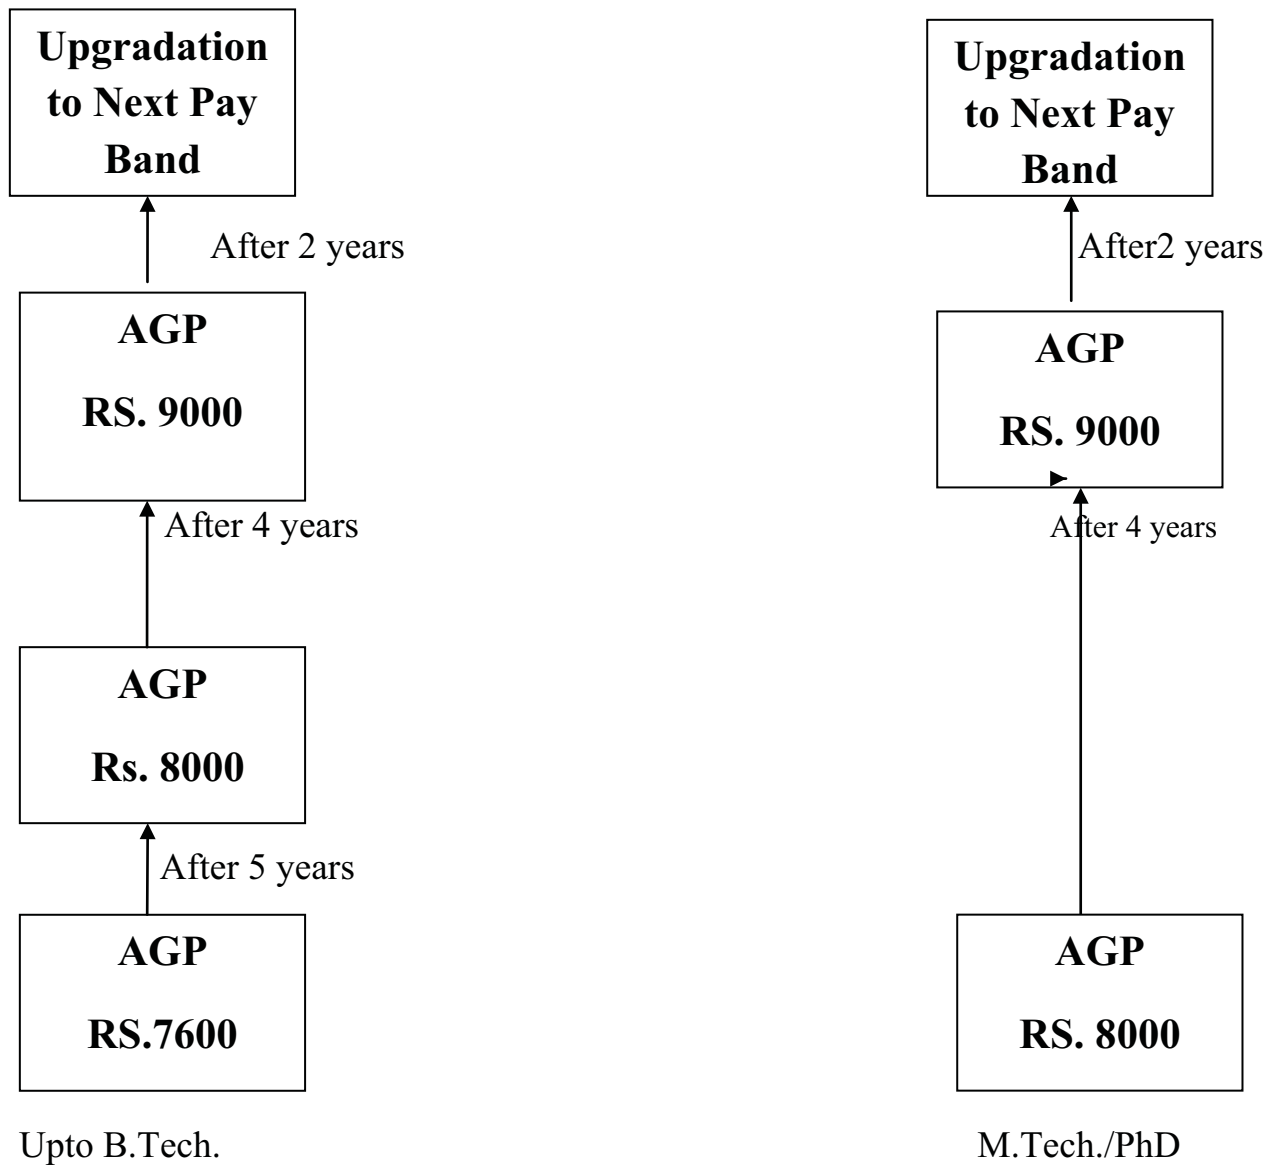 Upgradation
to Next Pay
Band
After 2 years
AGP
RS. 9000
After 4 years
AGP
Rs. 8000
After 5 years
AGP
RS.7600
Upto B.Tech.
Upgradation
to Next Pay
Band
After2 years
AGP
RS. 9000
After 4 years
AGP
RS. 8000
M.Tech./PhD